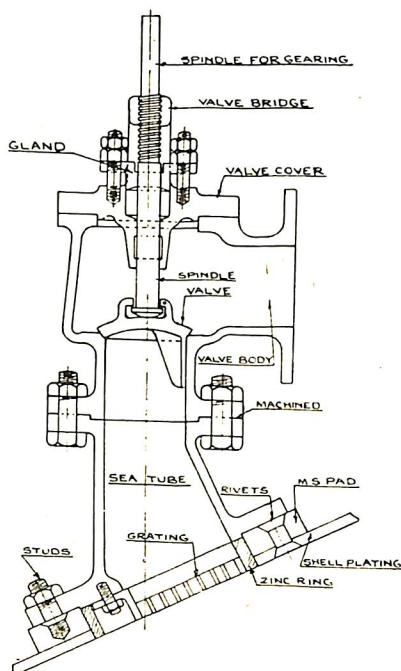 SPINDLE FOR GEARING
VALVE BRIDGE
GLAND
VALVE COVER
SPINDLE
VALVE
VALVE BODY
MACHINED
SEA TUBE
RIVETS
M.S PAD
GRATING
STUDS
SHELL PLATING
ZINC RING